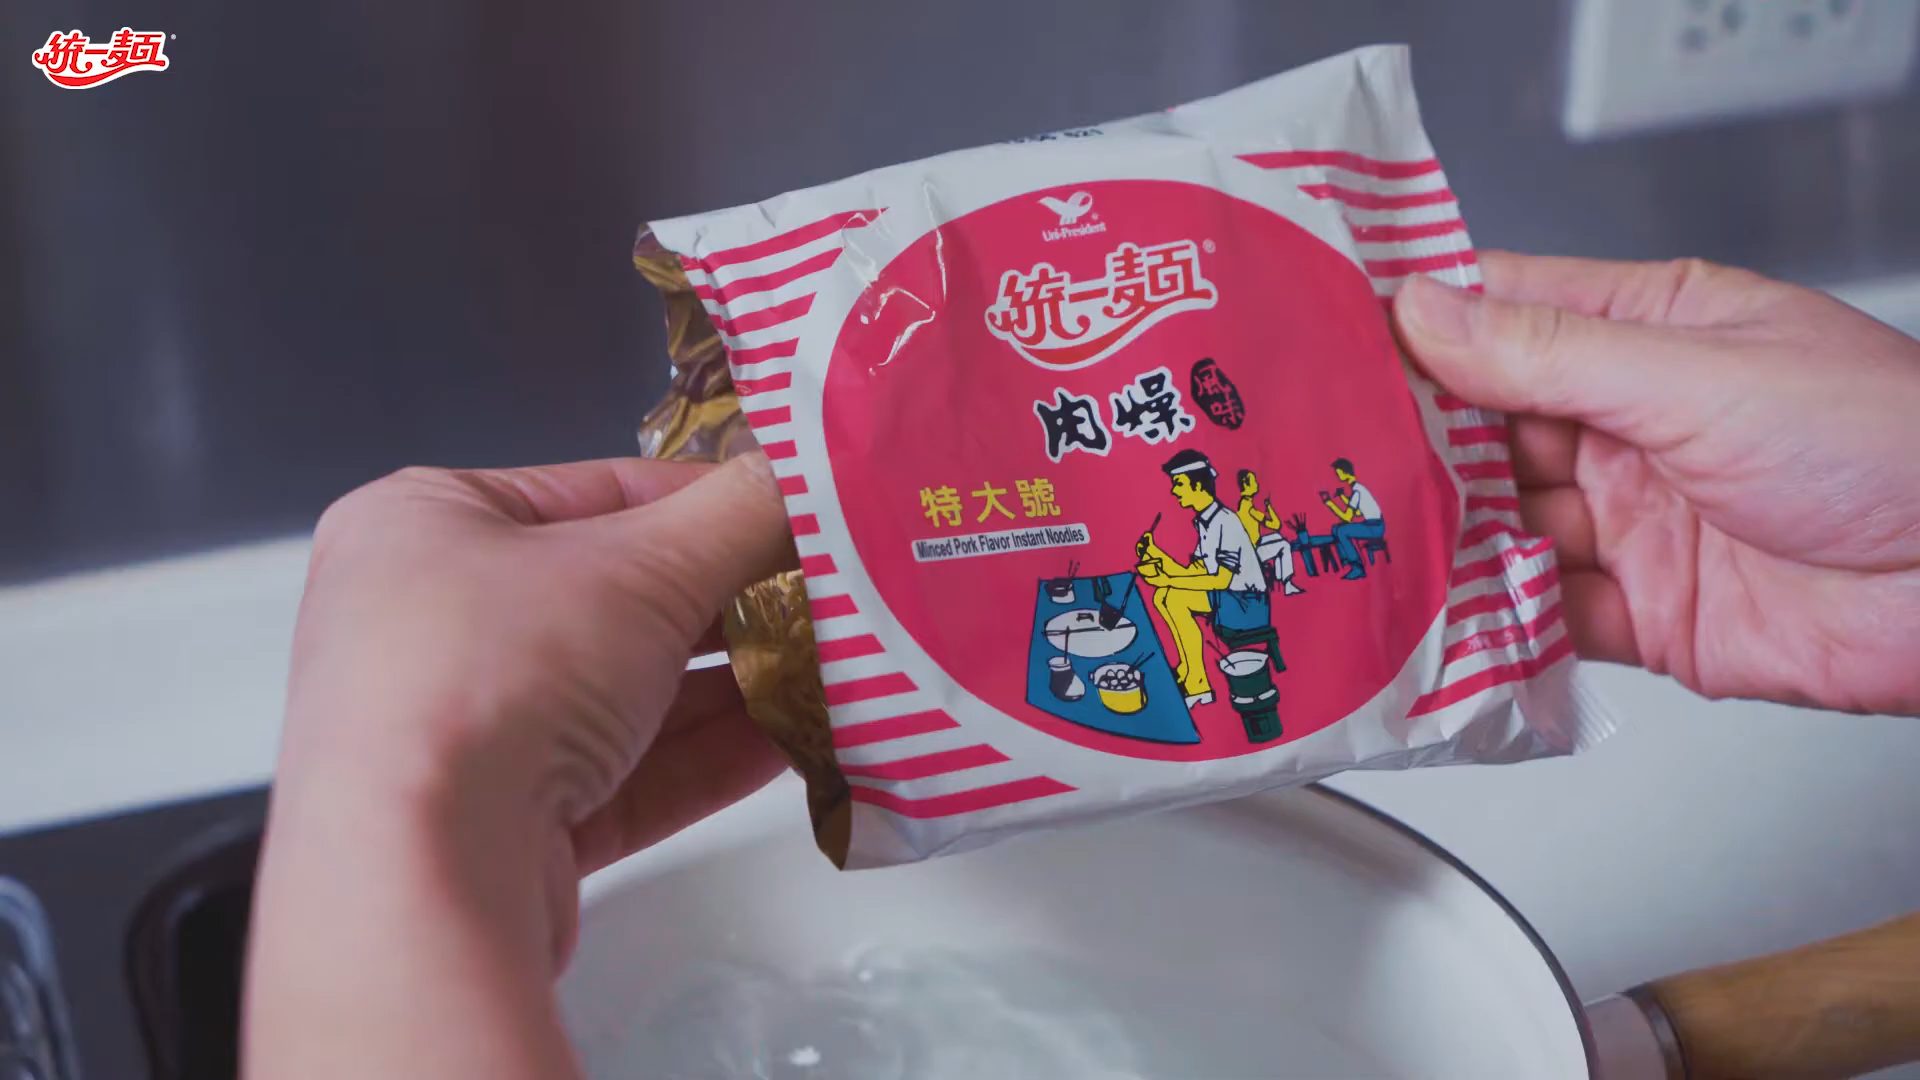 統一麵
Uni-President
統一麵
肉燥
風味
特大號
Minced Pork Flavor Instant Noodles